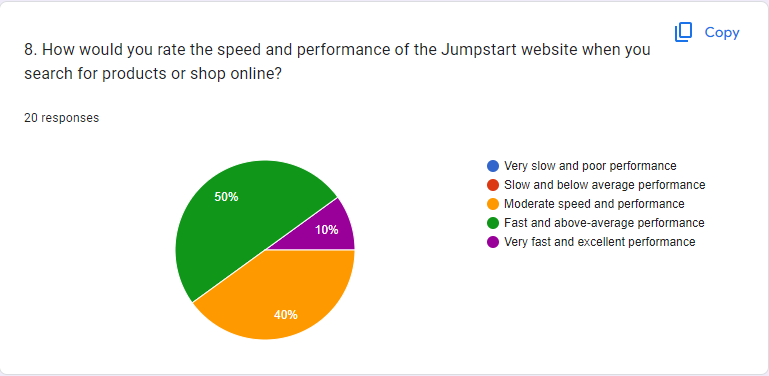 Copy
8. How would you rate the speed and performance of the Jumpstart website when you
search for products or shop online?
20 responses
50%
10%
40%
Very slow and poor performance
Slow and below average performance
Moderate speed and performance
Fast and above-average performance
Very fast and excellent performance